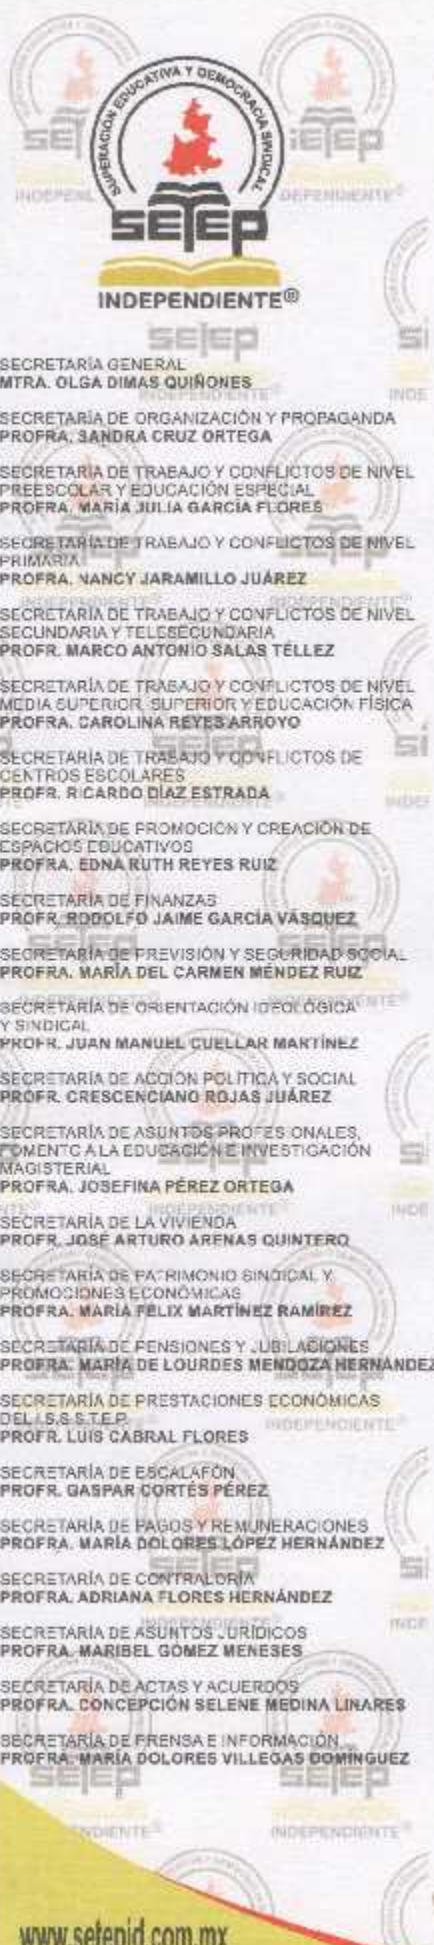 SUPERACIÓN EDUCATIVA Y DEMOCRACIA SINDICAL
SETEP
INDEPENDIENTE®
SECRETARÍA GENERAL
MTRA. OLGA DIMAS QUIÑONES
SECRETARÍA DE ORGANIZACIÓN Y PROPAGANDA
PROFRA. SANDRA CRUZ ORTEGA
SECRETARÍA DE TRABAJO Y CONFLICTOS DE NIVEL
PREESCOLAR Y EDUCACIÓN ESPECIAL
PROFRA. MARÍA JULIA GARCÍA FLORES
SECRETARÍA DE TRABAJO Y CONFLICTOS DE NIVEL
PRIMARIA
PROFRA. NANCY JARAMILLO JUÁREZ
SECRETARÍA DE TRABAJO Y CONFLICTOS DE NIVEL
SECUNDARIA Y TELESECUNDARIA
PROFR. MARCO ANTONIO SALAS TÉLLEZ
SECRETARÍA DE TRABAJO Y CONFLICTOS DE NIVEL
MEDIA SUPERIOR, SUPERIOR Y EDUCACIÓN FÍSICA
PROFRA. CAROLINA REYES ARROYO
SECRETARÍA DE TRABAJO Y CONFLICTOS DE
CENTROS ESCOLARES
PROFR. RICARDO DÍAZ ESTRADA
SECRETARÍA DE PROMOCIÓN Y CREACIÓN DE
ESPACIOS EDUCATIVOS
PROFRA. EDNA RUTH REYES RUIZ
SECRETARÍA DE FINANZAS
PROFR. RODOLFO JAIME GARCÍA VÁSQUEZ
SECRETARÍA DE PREVISIÓN Y SEGURIDAD SOCIAL
PROFRA. MARÍA DEL CARMEN MÉNDEZ RUIZ
SECRETARÍA DE ORIENTACIÓN IDEOLÓGICA
Y SINDICAL
PROFR. JUAN MANUEL CUELLAR MARTÍNEZ
SECRETARÍA DE ACCIÓN POLÍTICA Y SOCIAL
PROFR. CRESCENCIANO ROJAS JUÁREZ
SECRETARÍA DE ASUNTOS PROFESIONALES,
FOMENTO A LA EDUCACIÓN E INVESTIGACIÓN
MAGISTERIAL
PROFRA. JOSEFINA PÉREZ ORTEGA
SECRETARÍA DE LA VIVIENDA
PROFR. JOSÉ ARTURO ARENAS QUINTERO
SECRETARÍA DE PATRIMONIO SINDICAL Y
PROMOCIONES ECONÓMICAS
PROFRA. MARÍA FÉLIX MARTÍNEZ RAMÍREZ
SECRETARÍA DE PENSIONES Y JUBILACIONES
PROFRA. MARÍA DE LOURDES MENDOZA HERNÁNDEZ
SECRETARÍA DE PRESTACIONES ECONÓMICAS
DEL I.S.S.S.T.E.P.
PROFR. LUIS CABRAL FLORES
SECRETARÍA DE ESCALAFÓN
PROFR. GASPAR CORTÉS PÉREZ
SECRETARÍA DE PAGOS Y REMUNERACIONES
PROFRA. MARÍA DOLORES LÓPEZ HERNÁNDEZ
SECRETARÍA DE CONTRALORÍA
PROFRA. ADRIANA FLORES HERNÁNDEZ
SECRETARÍA DE ASUNTOS JURÍDICOS
PROFRA. MARIBEL GÓMEZ MENESES
SECRETARÍA DE ACTAS Y ACUERDOS
PROFRA. CONCEPCIÓN SELENE MEDINA LINARES
SECRETARÍA DE PRENSA E INFORMACIÓN
PROFRA. MARÍA DOLORES VILLEGAS DOMÍNGUEZ
www.setepid.com.mx